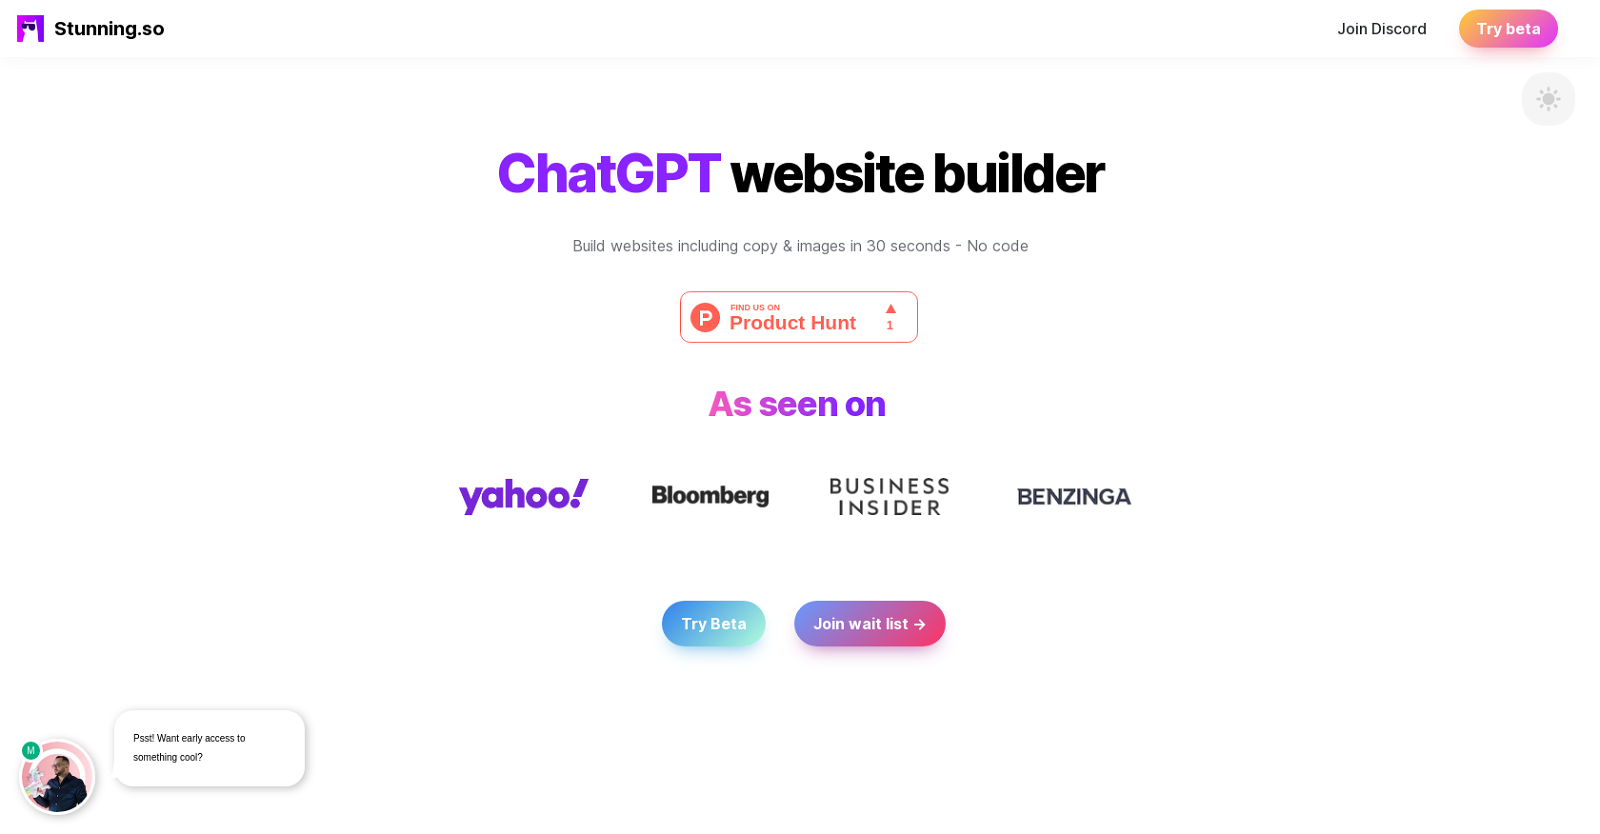 Stunning.so
Join Discord
Try beta
ChatGPT website builder
Build websites including copy & images in 30 seconds - No code
FIND US ON
Product Hunt
1
As seen on
yahoo!
Bloomberg
BUSINESS
INSIDER
BENZINGA
Try Beta
Join wait list →
M
Psst! Want early access to
something cool?